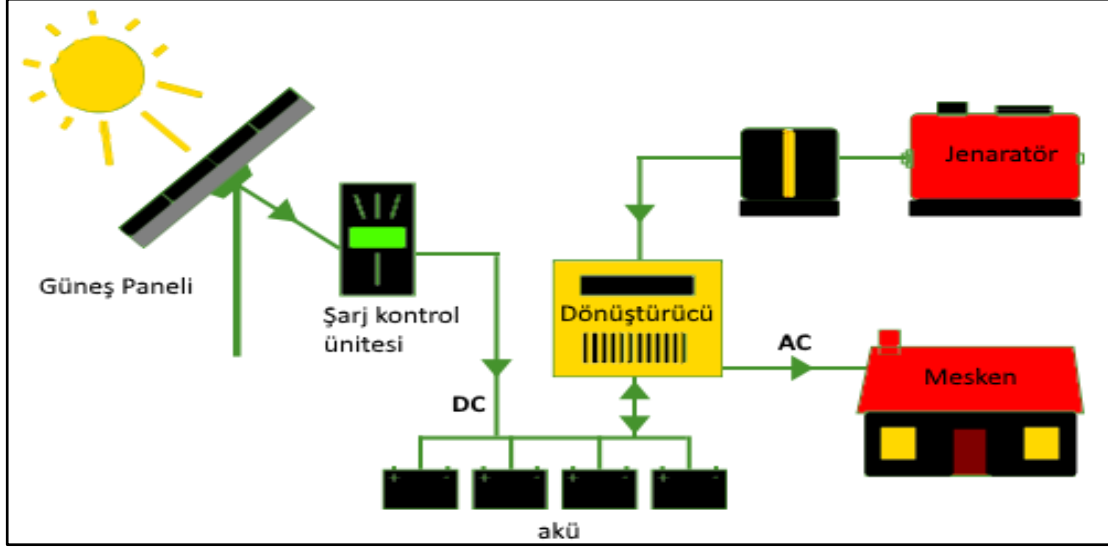 Güneş Paneli
Şarj kontrol
ünitesi
DC
+ - + - + - + -
akü
Dönüştürücü
AC
Jenaratör
Mesken